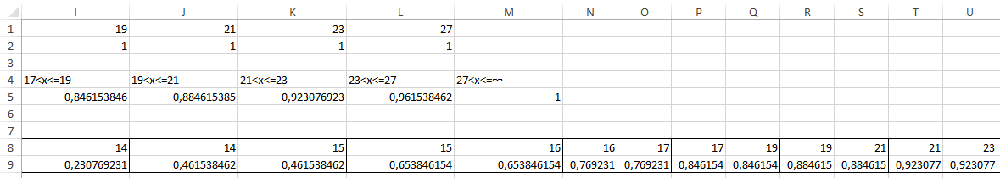 I J K L M N O P Q R S T U
1 19 21 23 27
2 1 1 1 1
3
4 17<x<=19 19<x<=21 21<x<=23 23<x<=27 27<x<=∞
5 0,846153846 0,884615385 0,923076923 0,961538462 1
6
7
8 14 14 15 15 16 16 17 17 19 19 21 21 23
9 0,230769231 0,461538462 0,461538462 0,653846154 0,653846154 0,769231 0,769231 0,846154 0,846154 0,884615 0,884615 0,923077 0,923077